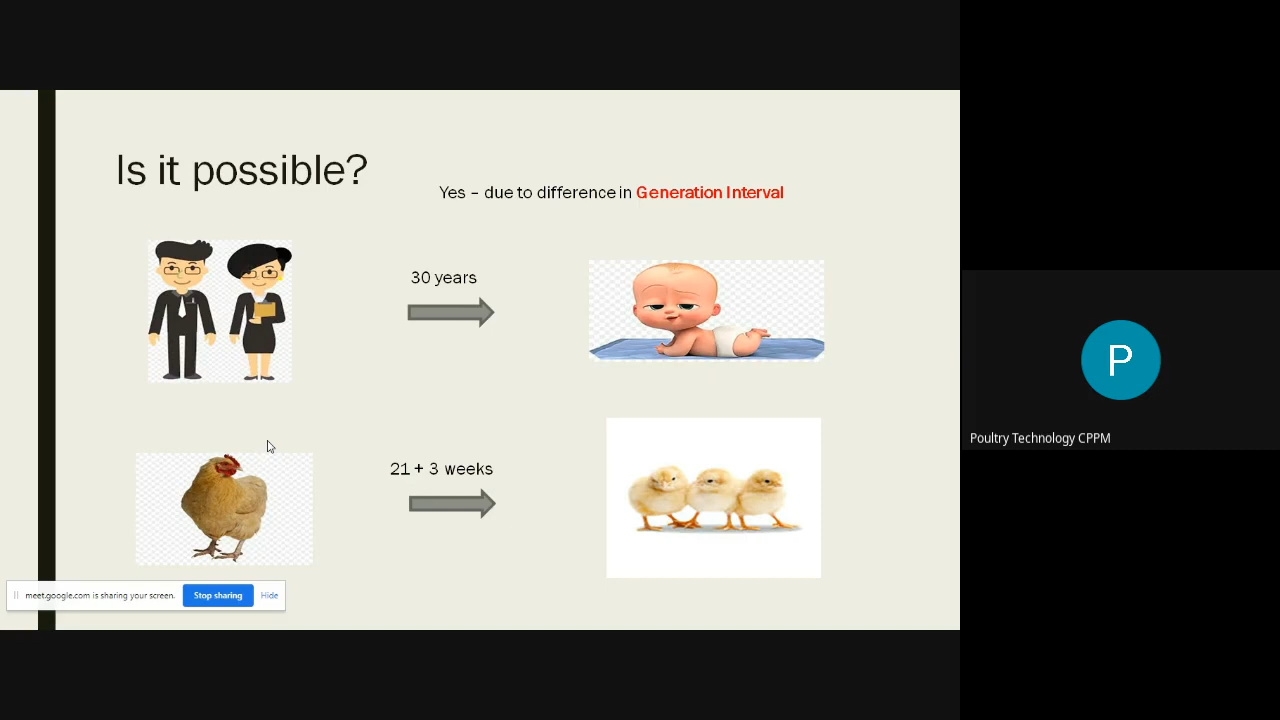 Is it possible?
Yes – due to difference in Generation Interval
30 years
21 + 3 weeks
meet.google.com is sharing your screen. Stop sharing Hide
P
Poultry Technology CPPM